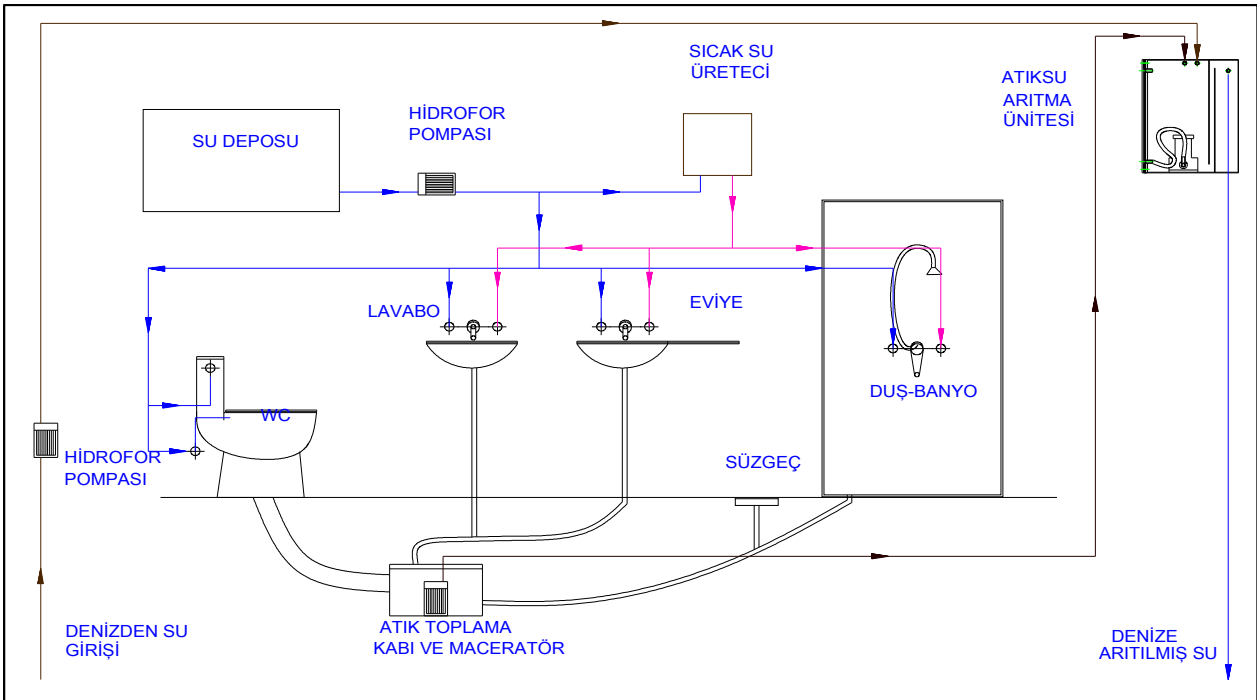 SICAK SU
ÜRETECİ
ATIKSU
ARITMA
ÜNİTESİ
HİDROFOR
POMPASI
SU DEPOSU
LAVABO
EVİYE
DUŞ-BANYO
WC
HİDROFOR
POMPASI
SÜZGEÇ
DENİZDEN SU
GİRİŞİ
ATIK TOPLAMA
KABI VE MACERATÖR
DENİZE
ARITILMIŞ SU